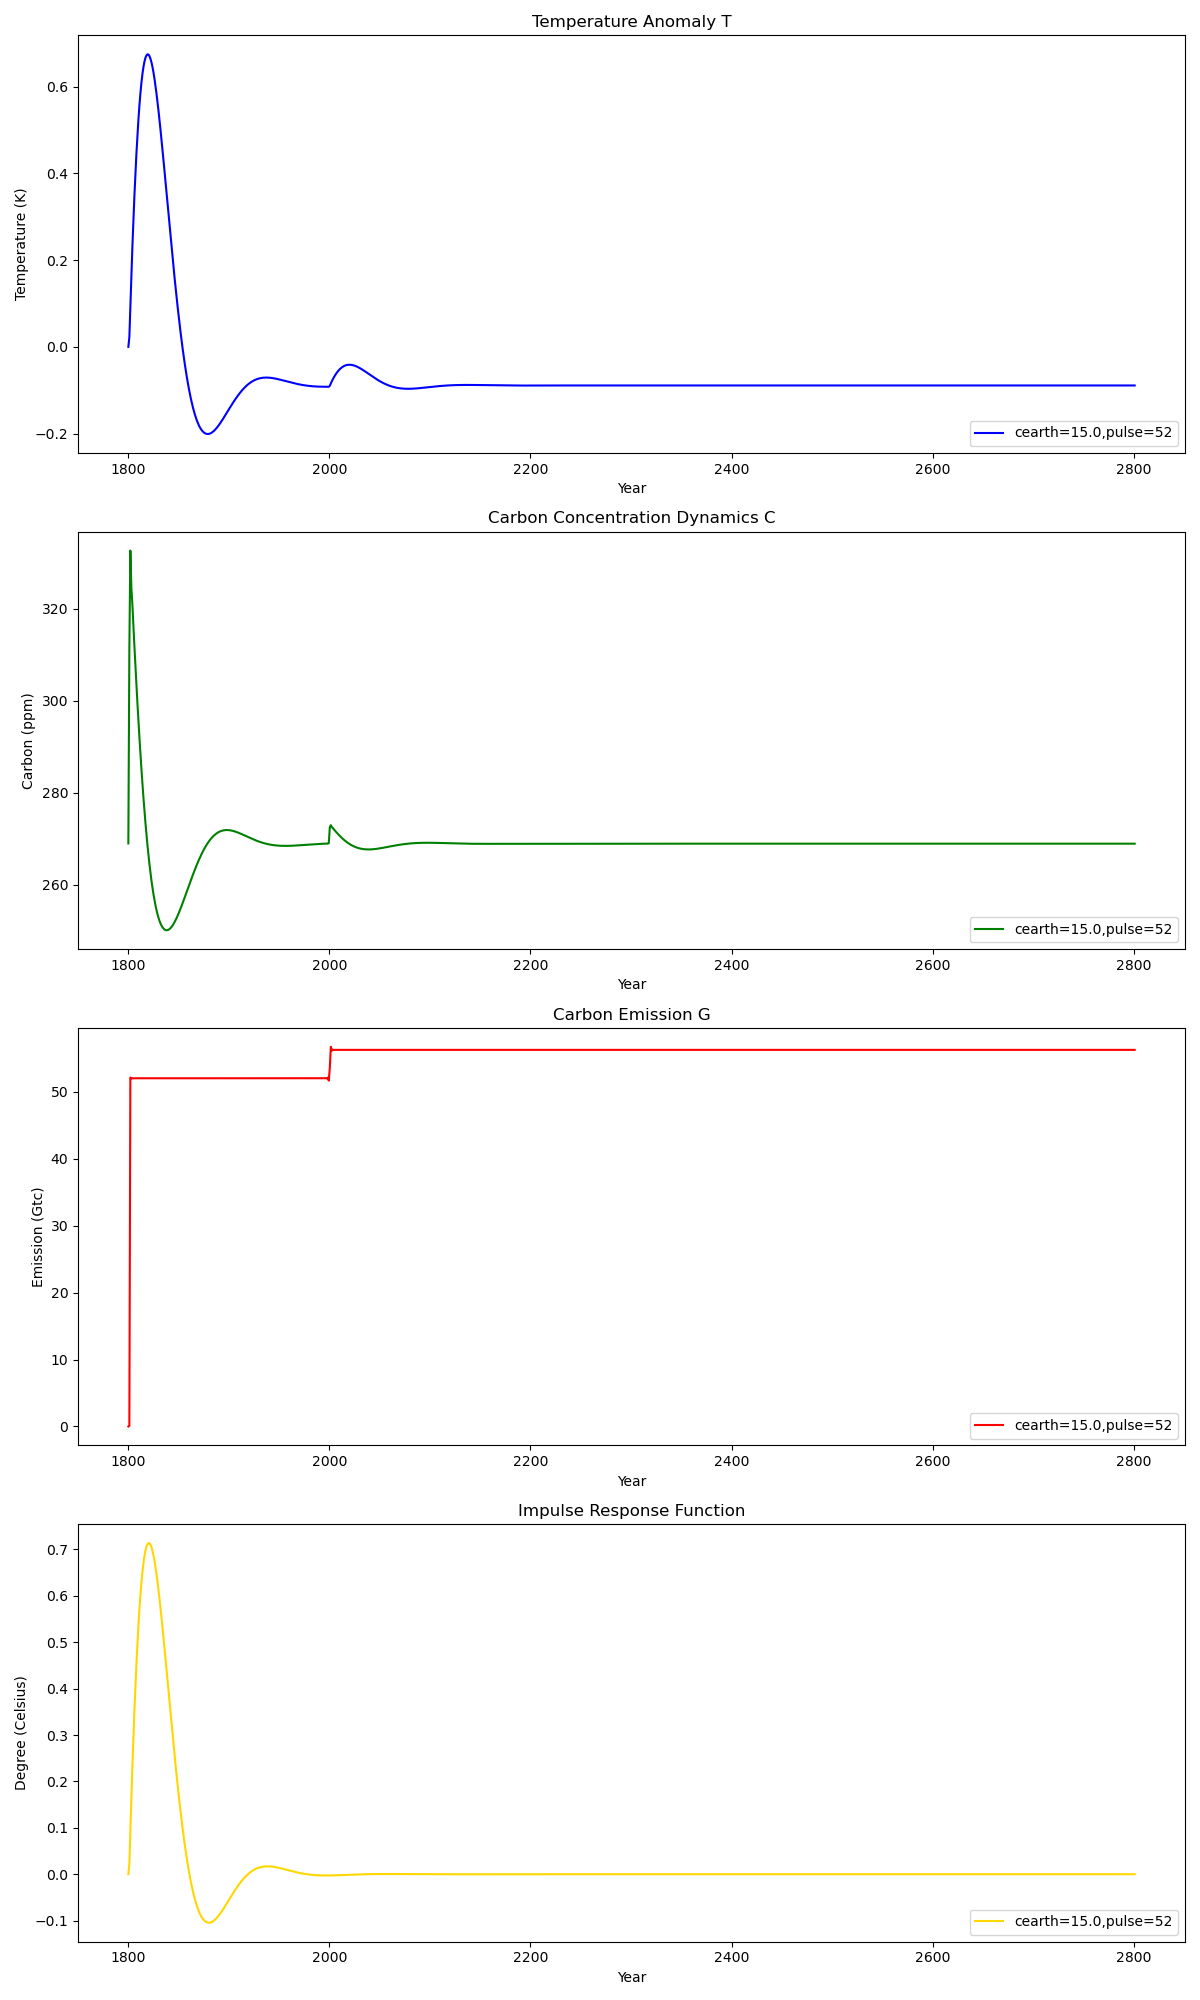 Temperature Anomaly T
0.6
0.4
0.2
0.0
−0.2
Temperature (K)
cearth=15.0,pulse=52
1800 2000 2200 2400 2600 2800
Year
Carbon Concentration Dynamics C
320
300
280
260
Carbon (ppm)
cearth=15.0,pulse=52
1800 2000 2200 2400 2600 2800
Year
Carbon Emission G
50
40
30
20
10
0
Emission (Gtc)
cearth=15.0,pulse=52
1800 2000 2200 2400 2600 2800
Year
Impulse Response Function
0.7
0.6
0.5
0.4
0.3
0.2
0.1
0.0
−0.1
Degree (Celsius)
cearth=15.0,pulse=52
1800 2000 2200 2400 2600 2800
Year